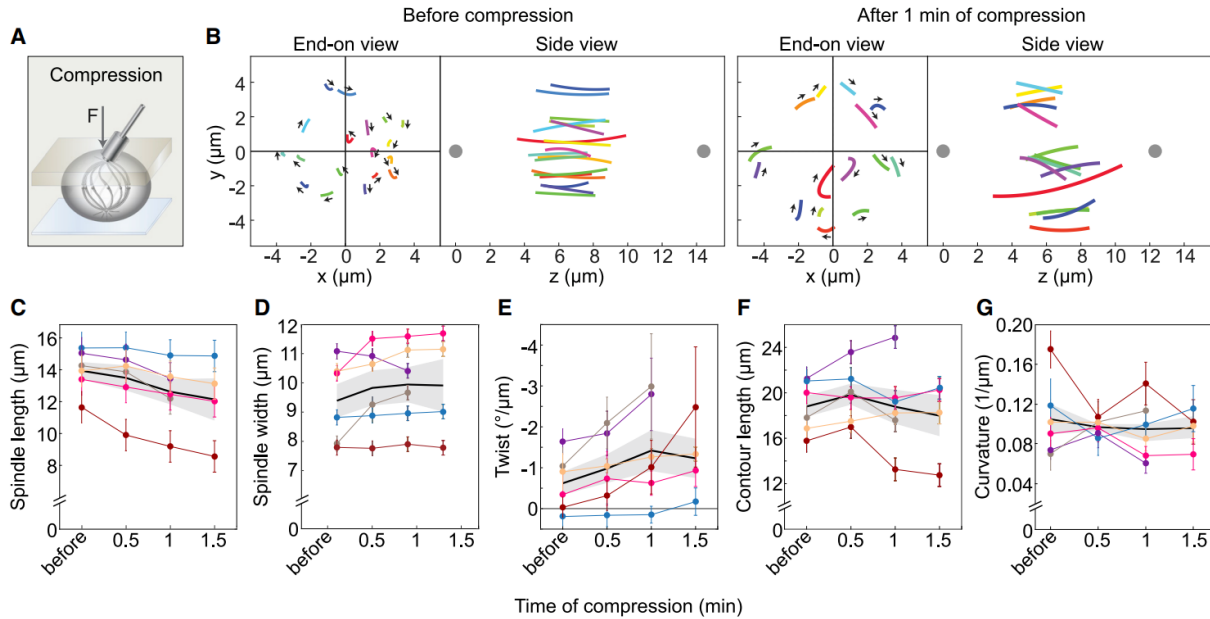 Before compression
After 1 min of compression
A
B
End-on view
Side view
End-on view
Side view
Compression
F
y (µm)
4
2
0
-2
-4
-4 -2 0 2 4
0 2 4 6 8 10 12 14
-4 -2 0 2 4
0 2 4 6 8 10 12 14
x (µm)
z (µm)
x (µm)
z (µm)
C
Spindle length (µm)
16
14
12
10
8
0
before 0.5 1 1.5
D
Spindle width (µm)
12
11
10
9
8
7
0
before 0.5 1 1.5
E
Twist (°/µm)
-4
-3
-2
-1
0
before 0.5 1 1.5
F
Contour length (µm)
24
20
16
12
0
before 0.5 1 1.5
G
Curvature (1/µm)
0.20
0.16
0.12
0.08
0.04
0
before 0.5 1 1.5
Time of compression (min)